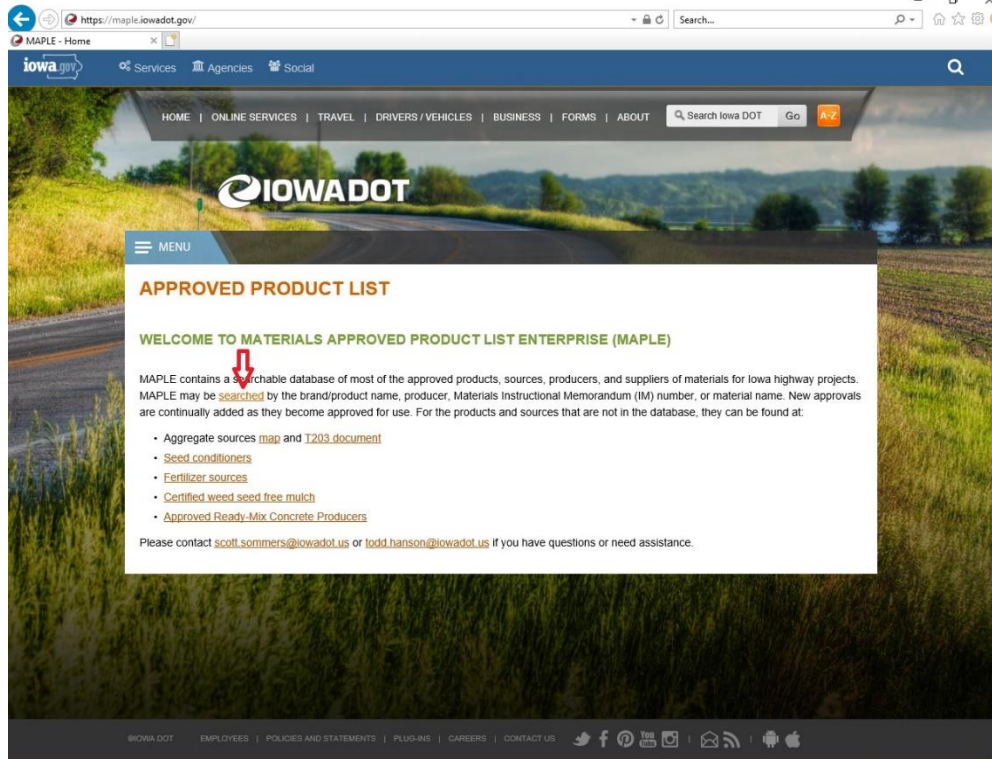 https://maple.iowadot.gov/
Search...
MAPLE - Home
iowa.gov
Services
Agencies
Social
HOME | ONLINE SERVICES | TRAVEL | DRIVERS / VEHICLES | BUSINESS | FORMS | ABOUT
Search Iowa DOT
Go
A-Z
IOWADOT
MENU
APPROVED PRODUCT LIST
WELCOME TO MATERIALS APPROVED PRODUCT LIST ENTERPRISE (MAPLE)
MAPLE contains a searchable database of most of the approved products, sources, producers, and suppliers of materials for Iowa highway projects.
MAPLE may be searched by the brand/product name, producer, Materials Instructional Memorandum (IM) number, or material name. New approvals
are continually added as they become approved for use. For the products and sources that are not in the database, they can be found at:
• Aggregate sources map and T203 document
• Seed conditioners
• Fertilizer sources
• Certified weed seed free mulch
• Approved Ready-Mix Concrete Producers
Please contact scott.sommers@iowadot.us or todd.hanson@iowadot.us if you have questions or need assistance.
©IOWA DOT
EMPLOYEES | POLICIES AND STATEMENTS | PLUG-INS | CAREERS | CONTACT US
You Tube